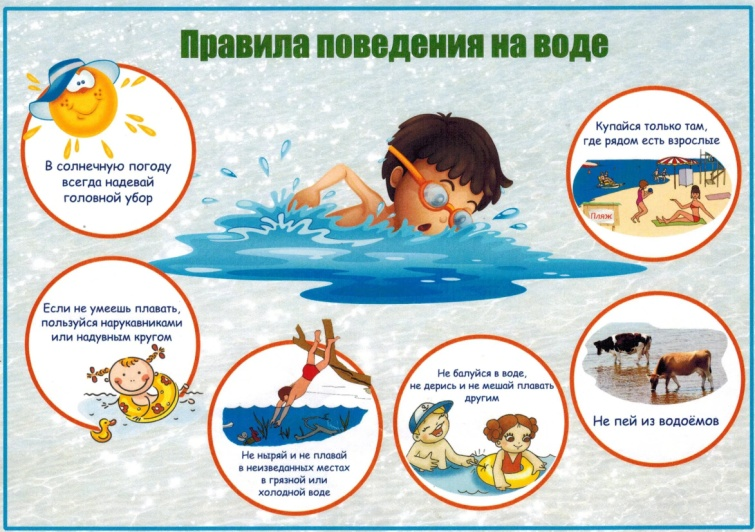 Правила поведения на воде
В солнечную погоду
всегда надевай
головной убор
Купайся только там,
где рядом есть взрослые
Пляж
Если не умеешь плавать,
пользуйся нарукавниками
или надувным кругом
Не ныряй и не плавай
в неизведанных местах
в грязной или
холодной воде
Не балуйся в воде,
не дерись и не мешай плавать
другим
Не пей из водоёмов